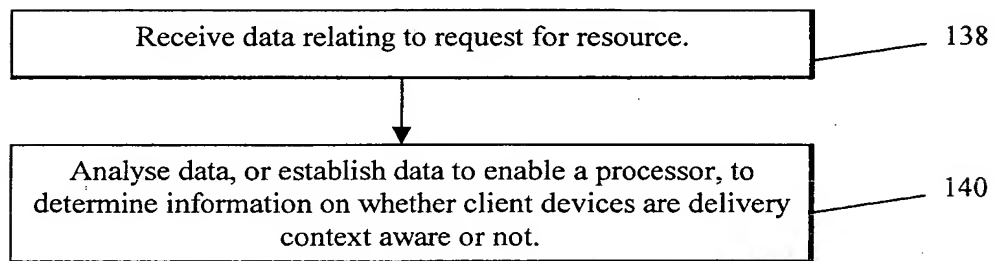 Receive data relating to request for resource.
138
Analyse data, or establish data to enable a processor, to
determine information on whether client devices are delivery
context aware or not.
140